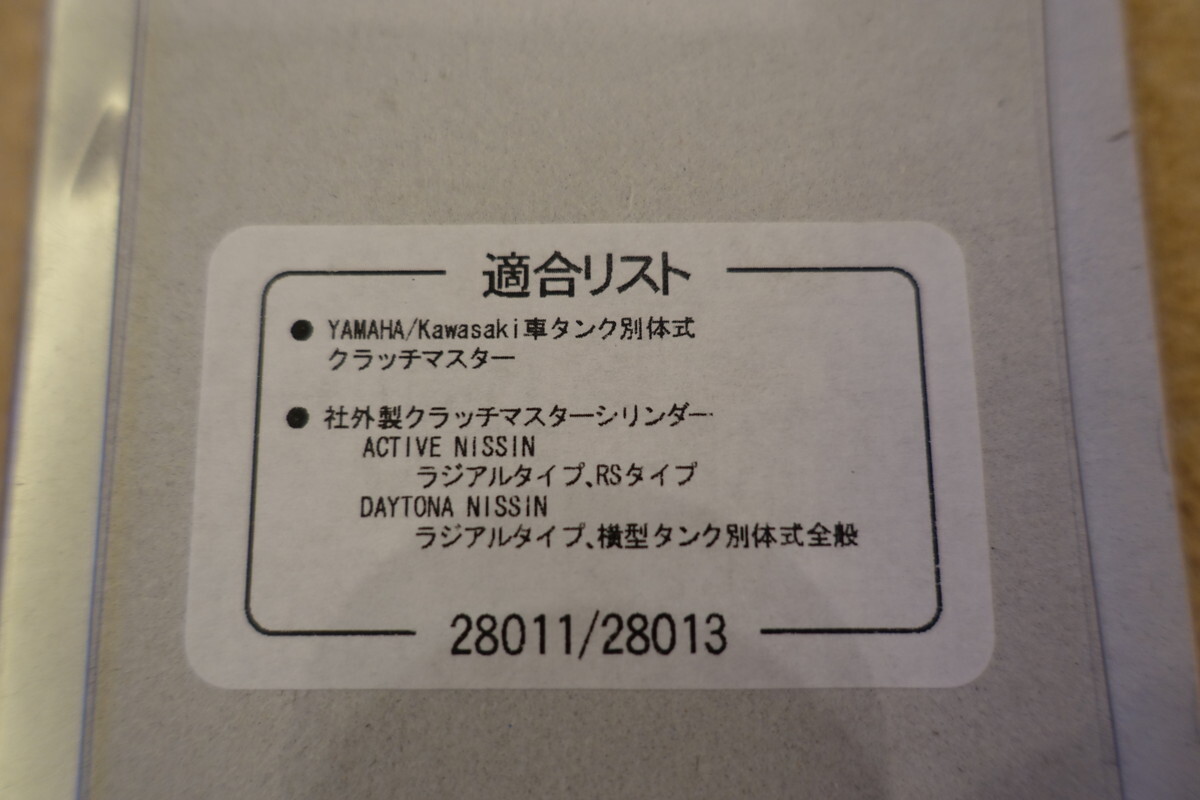 適合リスト
● YAMAHA/Kawasaki車タンク別体式
クラッチマスター
● 社外製クラッチマスターシリンダー
ACTIVE NISSIN
ラジアルタイプ、RSタイプ
DAYTONA NISSIN
ラジアルタイプ、横型タンク別体式全般
28011/28013